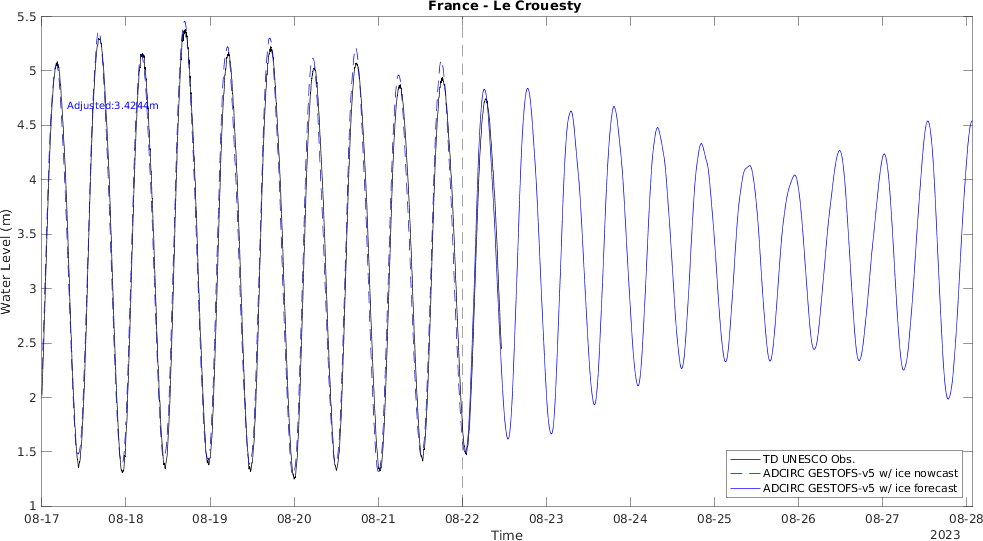 France - Le Crouesty
5.5
5
4.5
4
3.5
3
2.5
2
1.5
1
Water Level (m)
Adjusted:3.4244m
TD UNESCO Obs.
ADCIRC GESTOFS-v5 w/ ice nowcast
ADCIRC GESTOFS-v5 w/ ice forecast
08-17 08-18 08-19 08-20 08-21 08-22 08-23 08-24 08-25 08-26 08-27 08-28
Time
2023